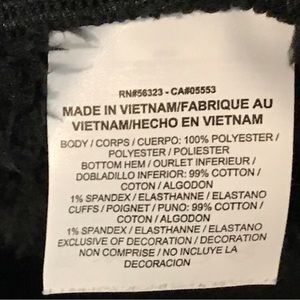 RN#56323 - CA#05553
MADE IN VIETNAM/FABRIQUE AU
VIETNAM/HECHO EN VIETNAM
BODY / CORPS / CUERPO: 100% POLYESTER /
POLYESTER / POLIESTER
BOTTOM HEM / OURLET INFERIEUR /
DOBLADILLO INFERIOR: 99% COTTON /
COTON / ALGODON
1% SPANDEX / ELASTHANNE / ELASTANO
CUFFS / POIGNET / PUNO: 99% COTTON /
COTON / ALGODON
1% SPANDEX / ELASTHANNE / ELASTANO
EXCLUSIVE OF DECORATION / DECORATION
NON COMPRISE / NO INCLUYE LA
DECORACION